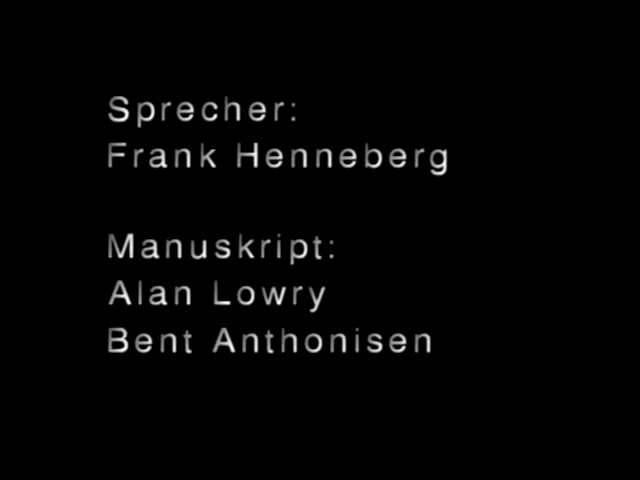 Sprecher:
Frank Henneberg
Manuskript:
Alan Lowry
Bent Anthonisen